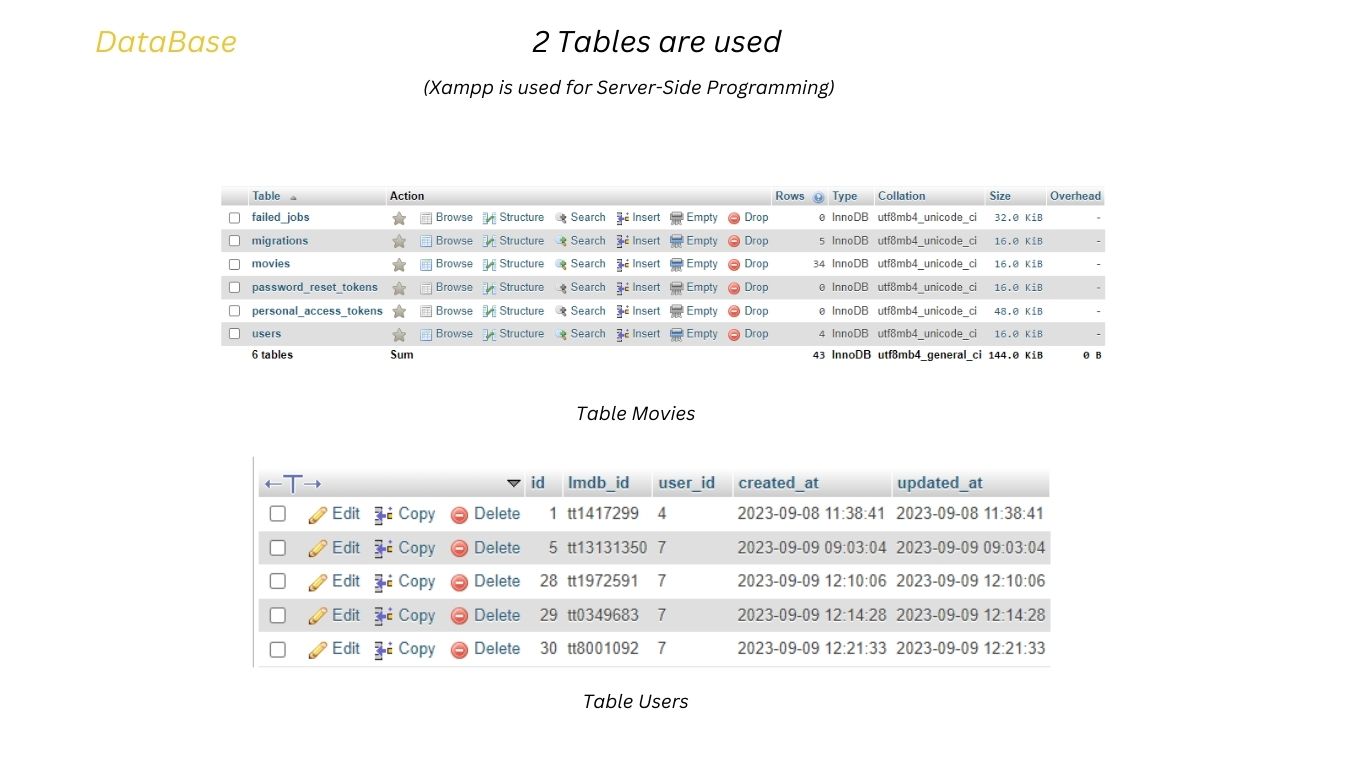 DataBase
2 Tables are used
(Xampp is used for Server-Side Programming)
Table Action Rows Type Collation Size Overhead
failed_jobs Browse Structure Search Insert Empty Drop 0 InnoDB utf8mb4_unicode_ci 32.0 KiB -
migrations Browse Structure Search Insert Empty Drop 5 InnoDB utf8mb4_unicode_ci 16.0 KiB -
movies Browse Structure Search Insert Empty Drop 34 InnoDB utf8mb4_unicode_ci 16.0 KiB -
password_reset_tokens Browse Structure Search Insert Empty Drop 0 InnoDB utf8mb4_unicode_ci 16.0 KiB -
personal_access_tokens Browse Structure Search Insert Empty Drop 0 InnoDB utf8mb4_unicode_ci 48.0 KiB -
users Browse Structure Search Insert Empty Drop 4 InnoDB utf8mb4_unicode_ci 16.0 KiB -
6 tables Sum 43 InnoDB utf8mb4_general_ci 144.0 KiB 0 B
Table Movies
←T→ id Imdb_id user_id created_at updated_at
Edit Copy Delete 1 tt1417299 4 2023-09-08 11:38:41 2023-09-08 11:38:41
Edit Copy Delete 5 tt13131350 7 2023-09-09 09:03:04 2023-09-09 09:03:04
Edit Copy Delete 28 tt1972591 7 2023-09-09 12:10:06 2023-09-09 12:10:06
Edit Copy Delete 29 tt0349683 7 2023-09-09 12:14:28 2023-09-09 12:14:28
Edit Copy Delete 30 tt8001092 7 2023-09-09 12:21:33 2023-09-09 12:21:33
Table Users